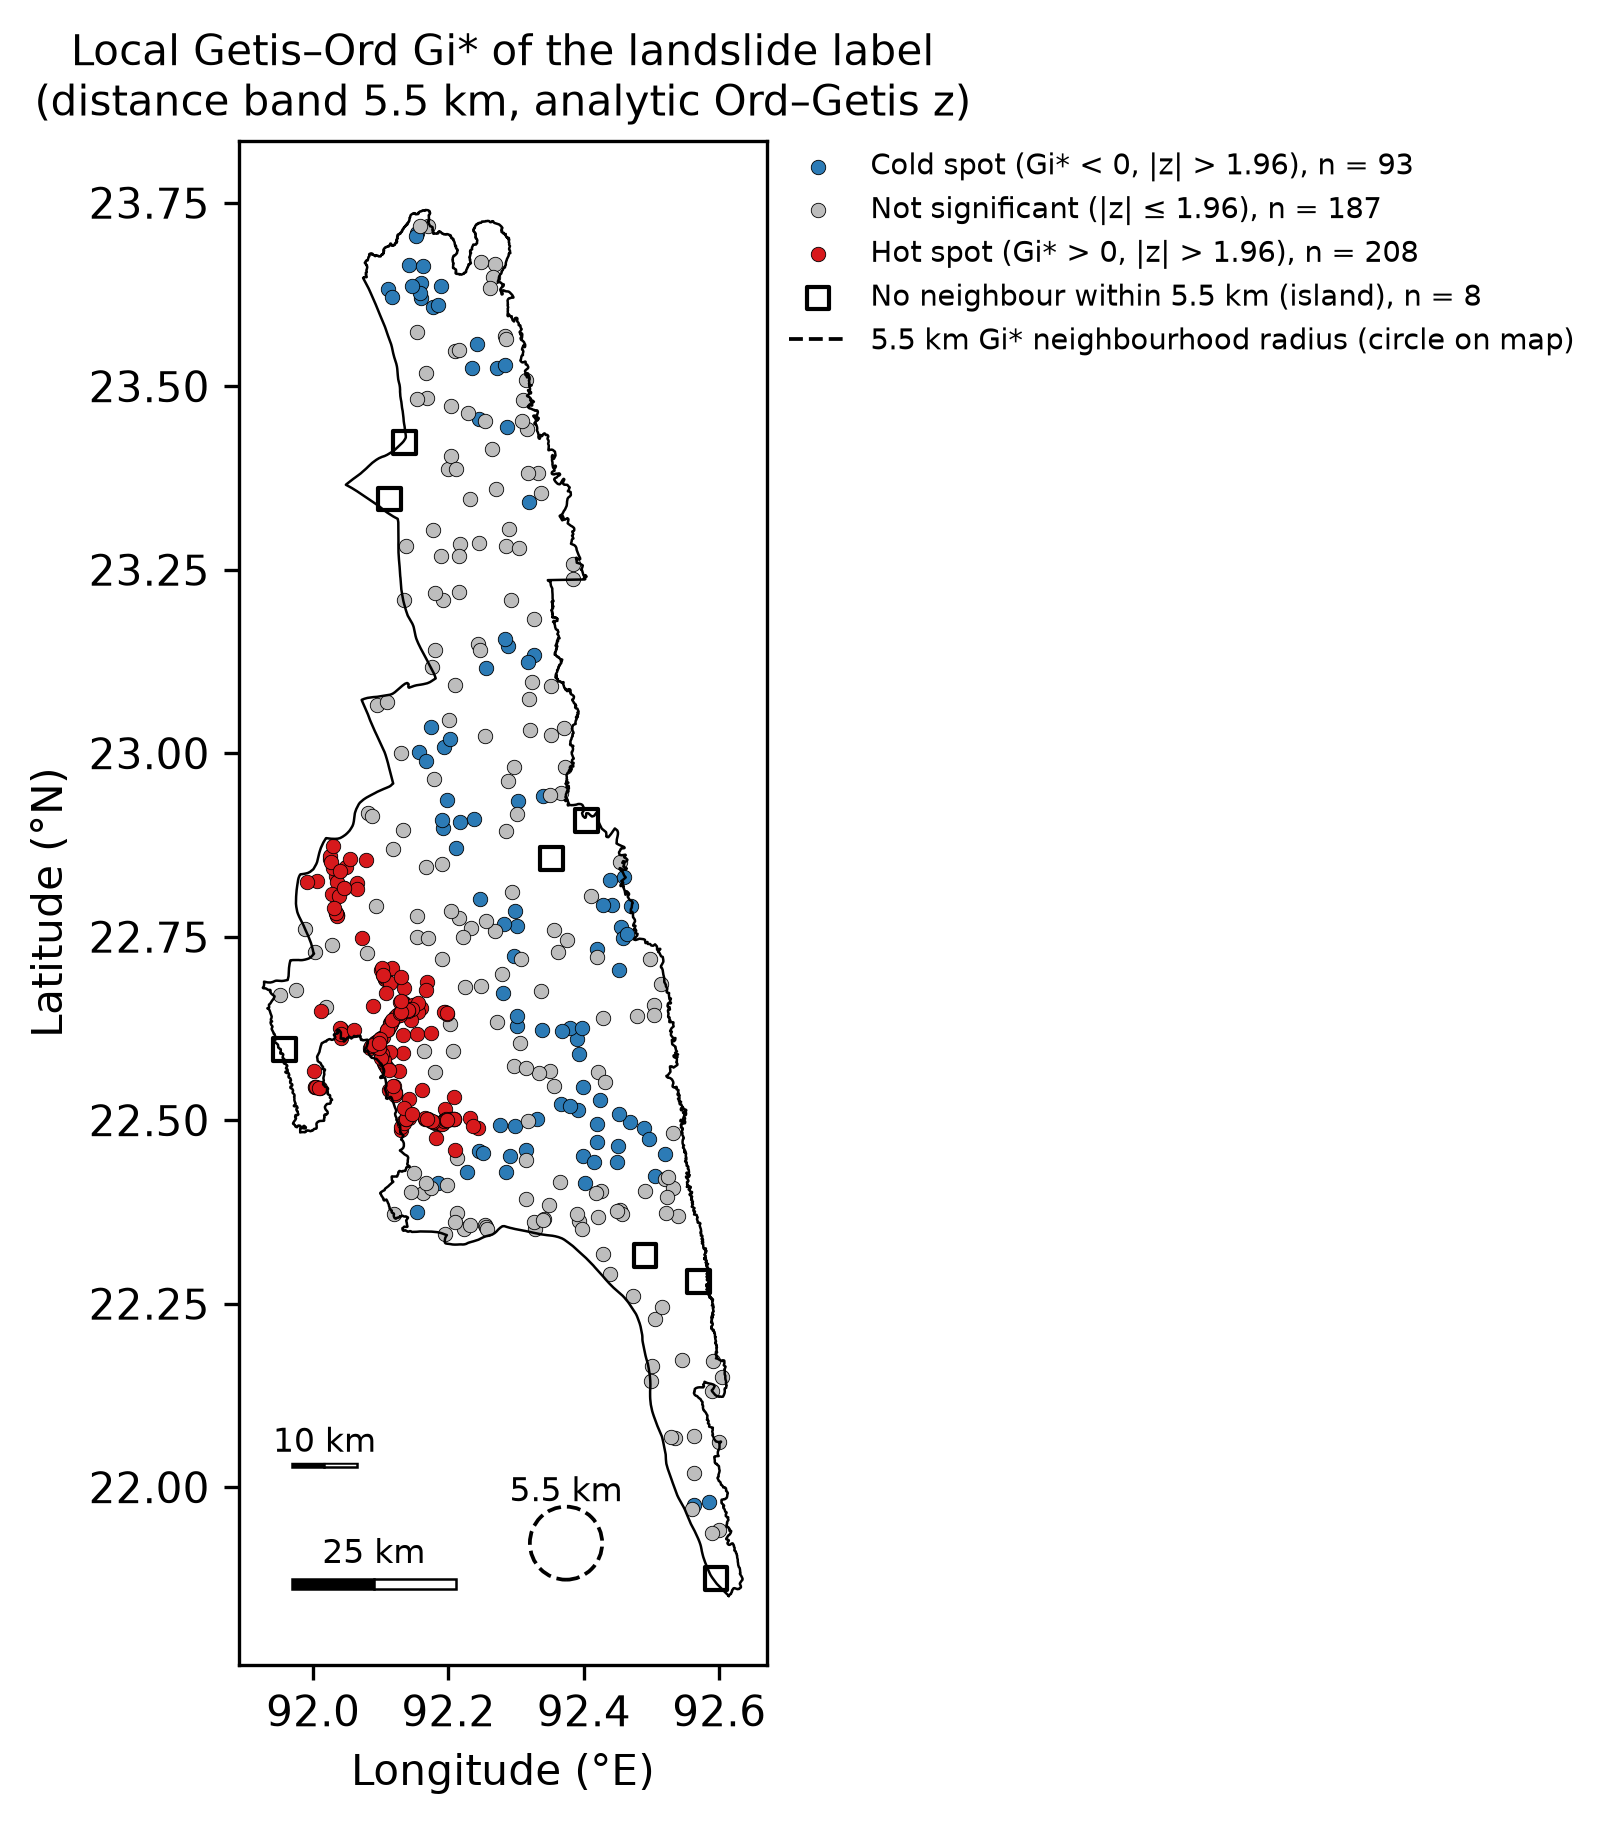 Local Getis–Ord Gi* of the landslide label
(distance band 5.5 km, analytic Ord–Getis z)
Cold spot (Gi* < 0, |z| > 1.96), n = 93
Not significant (|z| ≤ 1.96), n = 187
Hot spot (Gi* > 0, |z| > 1.96), n = 208
No neighbour within 5.5 km (island), n = 8
5.5 km Gi* neighbourhood radius (circle on map)
Latitude (°N)
23.75
23.50
23.25
23.00
22.75
22.50
22.25
22.00
10 km
5.5 km
25 km
92.0 92.2 92.4 92.6
Longitude (°E)